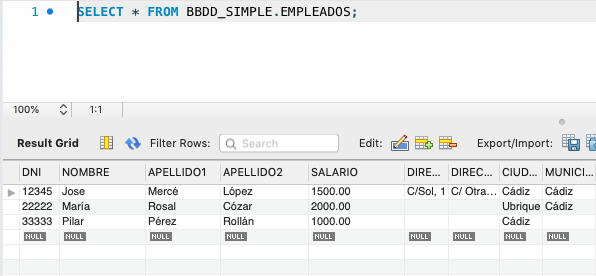 1 SELECT * FROM BBDD_SIMPLE.EMPLEADOS;
100% 1:1
Result Grid Filter Rows: Search Edit: Export/Import:
DNI NOMBRE APELLIDO1 APELLIDO2 SALARIO DIRE... DIREC... CIUD... MUNICI
12345 Jose Mercé López 1500.00 C/Sol, 1 C/ Otra... Cádiz Cádiz
22222 María Rosal Cózar 2000.00 Ubrique Cádiz
33333 Pilar Pérez Rollán 1000.00 Cádiz
NULL NULL NULL NULL NULL NULL NULL NULL NULL